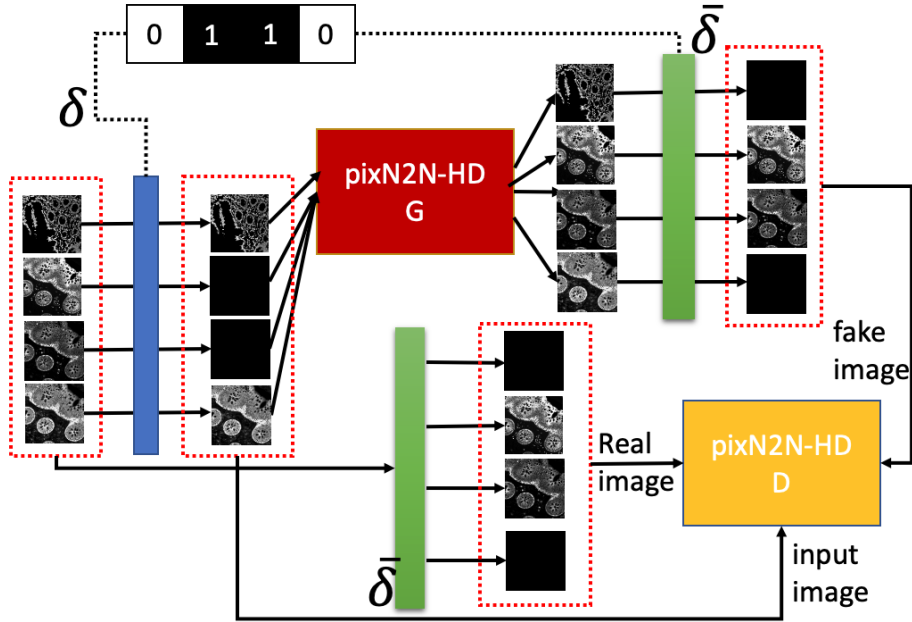 0 1 1 0
δ
δ̄
pixN2N-HD
G
fake
image
Real
image
pixN2N-HD
D
δ̄
input
image